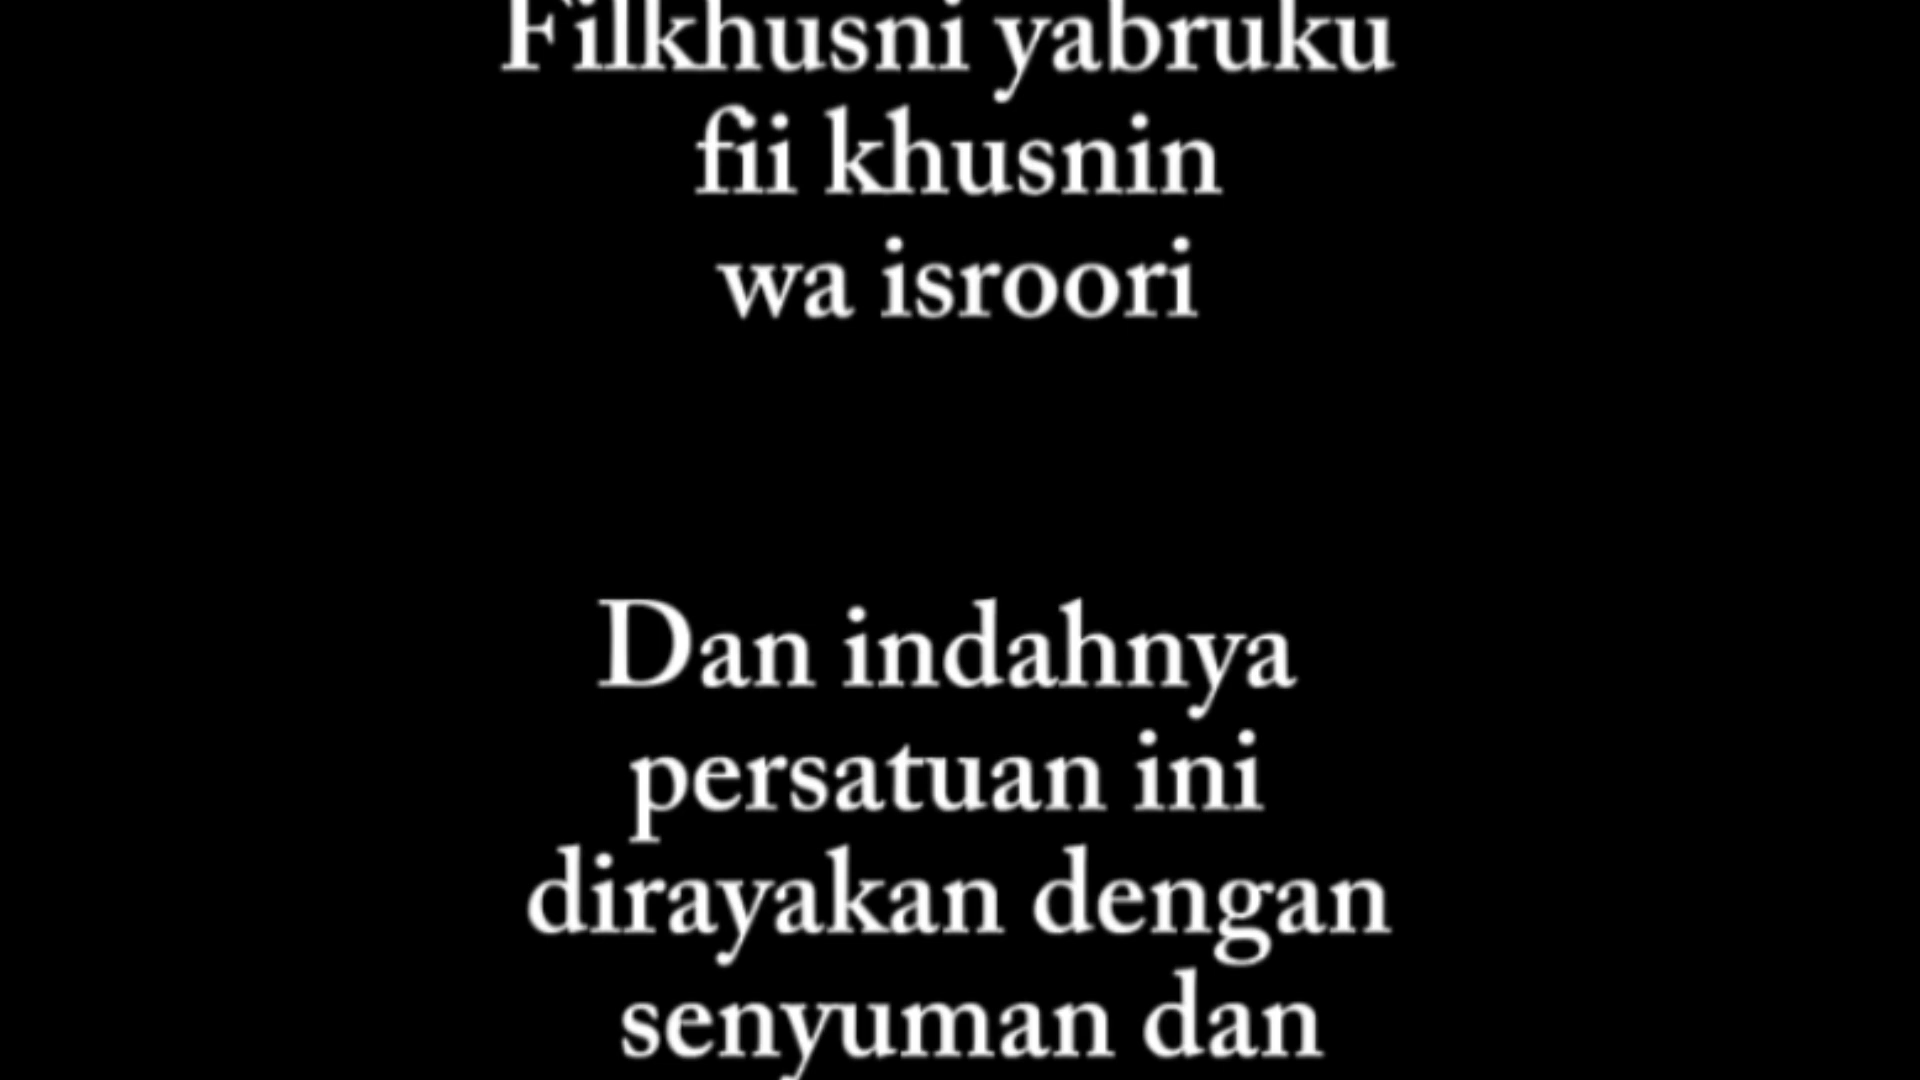 Filkhusni yabruku
fii khusnin
wa isroori
Dan indahnya
persatuan ini
dirayakan dengan
senyuman dan